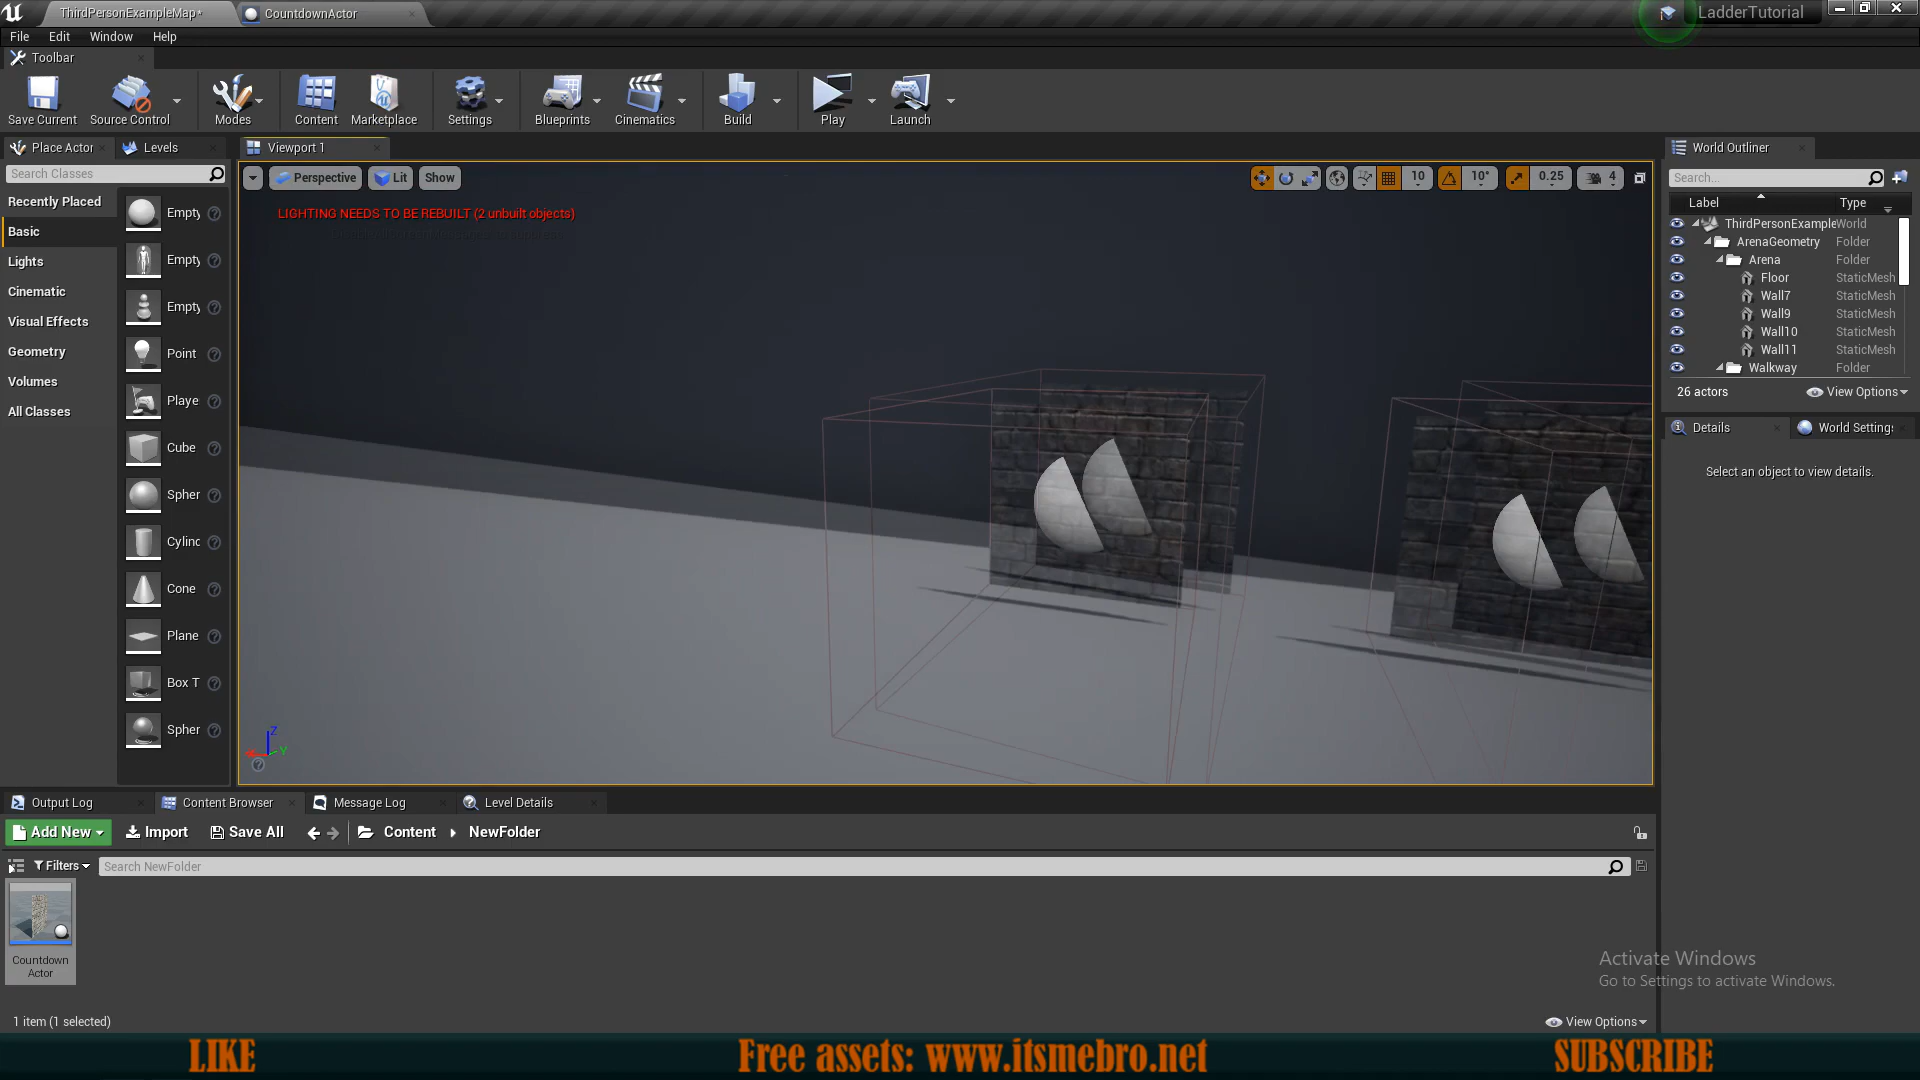 ThirdPersonExampleMap*
CountdownActor
LadderTutorial
File Edit Window Help
Toolbar
Save Current
Source Control
Modes
Content
Marketplace
Settings
Blueprints
Cinematics
Build
Play
Launch
Place Actor
Levels
Viewport 1
World Outliner
Search Classes
Perspective
Lit
Show
10
10°
0.25
4
Search...
Recently Placed
Basic
Lights
Cinematic
Visual Effects
Geometry
Volumes
All Classes
Empty
Empty
Empty
Point
Playe
Cube
Spher
Cylinc
Cone
Plane
Box T
Spher
LIGHTING NEEDS TO BE REBUILT (2 unbuilt objects)
Z
Y
Label Type
ThirdPersonExample World
ArenaGeometry Folder
Arena Folder
Floor StaticMesh
Wall7 StaticMesh
Wall9 StaticMesh
Wall10 StaticMesh
Wall11 StaticMesh
Walkway Folder
26 actors
View Options
Details
World Settings
Select an object to view details.
Output Log
Content Browser
Message Log
Level Details
Add New
Import
Save All
Content
NewFolder
Filters
Search NewFolder
Countdown
Actor
1 item (1 selected)
View Options
Activate Windows
Go to Settings to activate Windows.
LIKE
Free assets: www.itsmebro.net
SUBSCRIBE